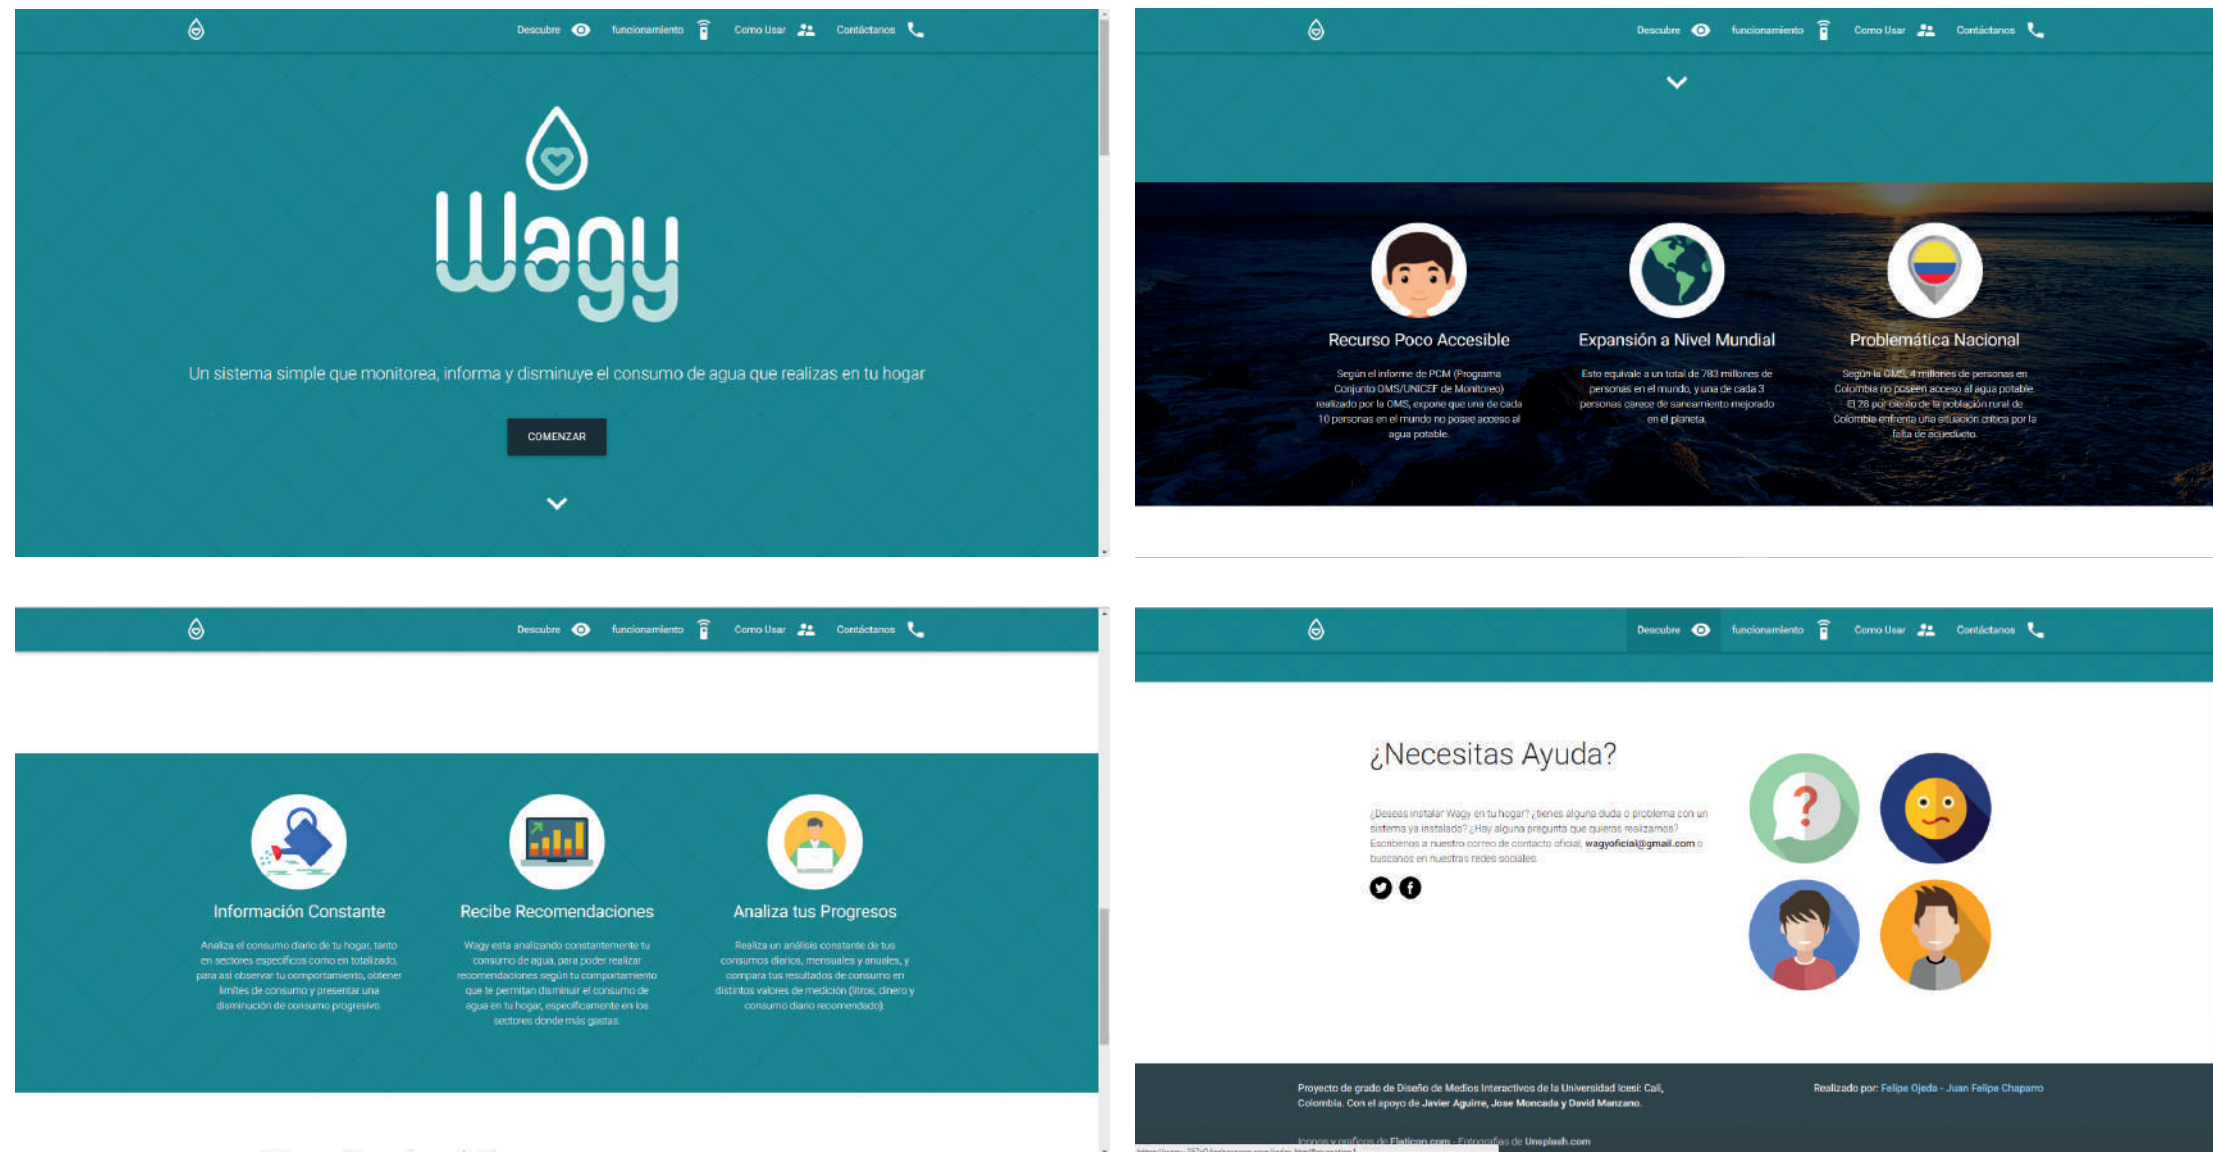 Descubre funcionamiento Como Usar Contáctanos
Wagy
Un sistema simple que monitorea, informa y disminuye el consumo de agua que realizas en tu hogar
COMENZAR
Descubre funcionamiento Como Usar Contáctanos
Recurso Poco Accesible
Según el informe de PCM (Programa
Conjunto OMS/UNICEF de Monitoreo)
realizado por la OMS, expone que una de cada
10 personas en el mundo no posee acceso al
agua potable.
Expansión a Nivel Mundial
Esto equivale a un total de 783 millones de
personas en el mundo, y una de cada 3
personas carece de saneamiento mejorado
en el planeta.
Problemática Nacional
Según la OMS, 4 millones de personas en
Colombia no poseen acceso al agua potable.
El 28 por ciento de la población rural de
Colombia enfrenta una situación crítica por la
falta de acueducto.
Descubre funcionamiento Como Usar Contáctanos
Información Constante
Analiza el consumo diario de tu hogar, tanto
en sectores específicos como en totalizado,
para así observar tu comportamiento, obtener
límites de consumo y presentar una
disminución de consumo progresivo.
Recibe Recomendaciones
Wagy esta analizando constantemente tu
consumo de agua, para poder realizar
recomendaciones según tu comportamiento
que te permitan disminuir el consumo de
agua en tu hogar, específicamente en los
sectores donde más gastas.
Analiza tus Progresos
Realiza un análisis constante de tus
consumos diarios, mensuales y anuales, y
compara tus resultados de consumo en
distintos valores de medición (litros, dinero y
consumo diario recomendado).
Descubre funcionamiento Como Usar Contáctanos
¿Necesitas Ayuda?
¿Deseas instalar Wagy en tu hogar? ¿tienes alguna duda o problema con un
sistema ya instalado? ¿Hay alguna pregunta que quieras realizarnos?
Escribenos a nuestro correo de contacto oficial, wagyoficial@gmail.com o
buscanos en nuestras redes sociales.
Proyecto de grado de Diseño de Medios Interactivos de la Universidad Icesi: Cali,
Colombia. Con el apoyo de Javier Aguirre, Jose Moncada y David Manzano.
Realizado por: Felipe Ojeda - Juan Felipe Chaparro
Iconos y graficos de Flaticon.com - Fotografías de Unsplash.com